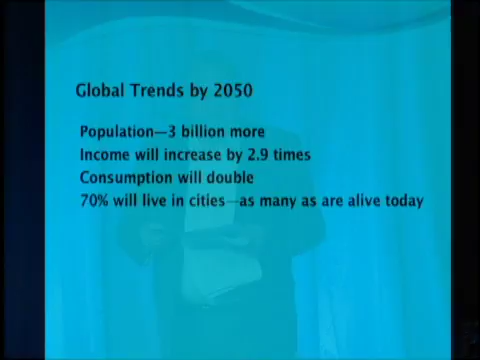 Global Trends by 2050
Population—3 billion more
Income will increase by 2.9 times
Consumption will double
70% will live in cities—as many as are alive today